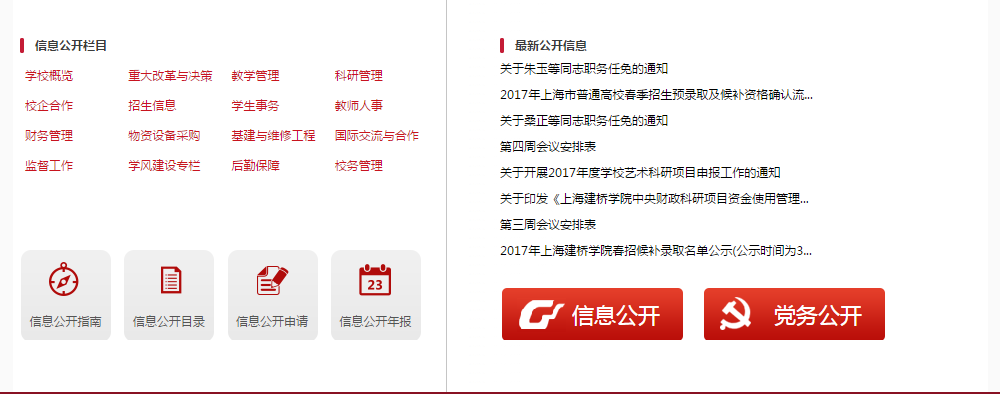 信息公开栏目
学校概览 重大改革与决策 教学管理 科研管理
校企合作 招生信息 学生事务 教师人事
财务管理 物资设备采购 基建与维修工程 国际交流与合作
监督工作 学风建设专栏 后勤保障 校务管理
23
信息公开指南 信息公开目录 信息公开申请 信息公开年报
最新公开信息
关于朱玉等同志职务任免的通知
2017年上海市普通高校春季招生预录取及候补资格确认流...
关于桑正等同志职务任免的通知
第四周会议安排表
关于开展2017年度学校艺术科研项目申报工作的通知
关于印发《上海建桥学院中央财政科研项目资金使用管理...
第三周会议安排表
2017年上海建桥学院春招候补录取名单公示(公示时间为3...
信息公开 党务公开